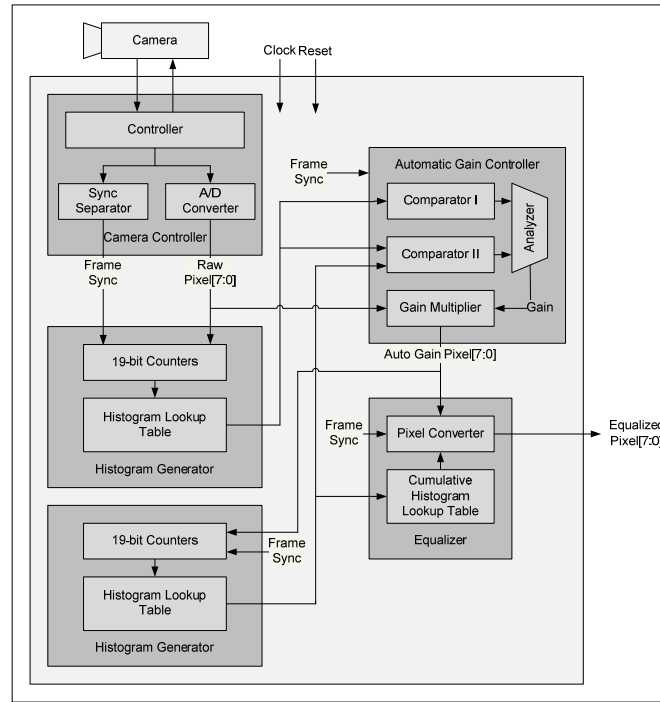 Camera
Clock Reset
Controller
Sync
Separator
A/D
Converter
Camera Controller
Frame
Sync
Raw
Pixel[7:0]
19-bit Counters
Histogram Lookup
Table
Histogram Generator
19-bit Counters
Frame
Sync
Histogram Lookup
Table
Histogram Generator
Frame
Sync
Automatic Gain Controller
Comparator I
Comparator II
Analyzer
Gain Multiplier
Gain
Auto Gain Pixel[7:0]
Frame
Sync
Pixel Converter
Cumulative
Histogram
Lookup Table
Equalizer
Equalized
Pixel[7:0]